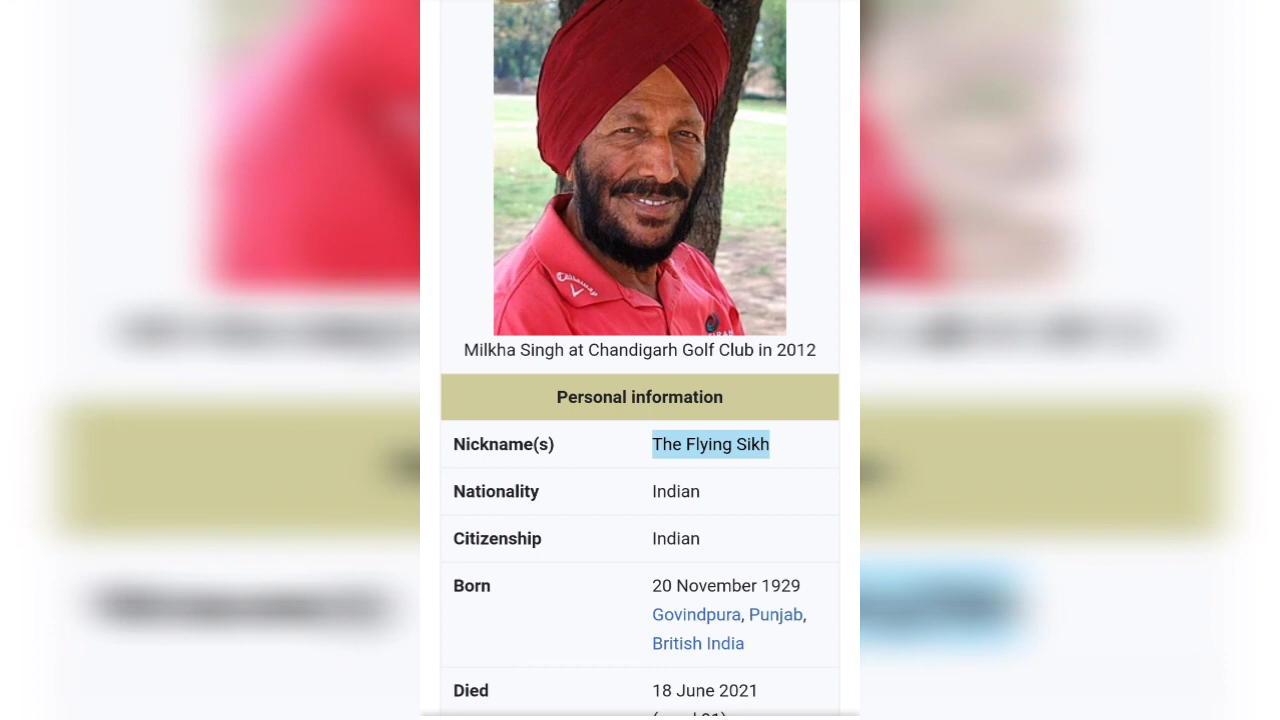 Callaway
Milkha Singh at Chandigarh Golf Club in 2012
Personal information
Nickname(s) The Flying Sikh
Nationality Indian
Citizenship Indian
Born 20 November 1929
Govindpura, Punjab,
British India
Died 18 June 2021